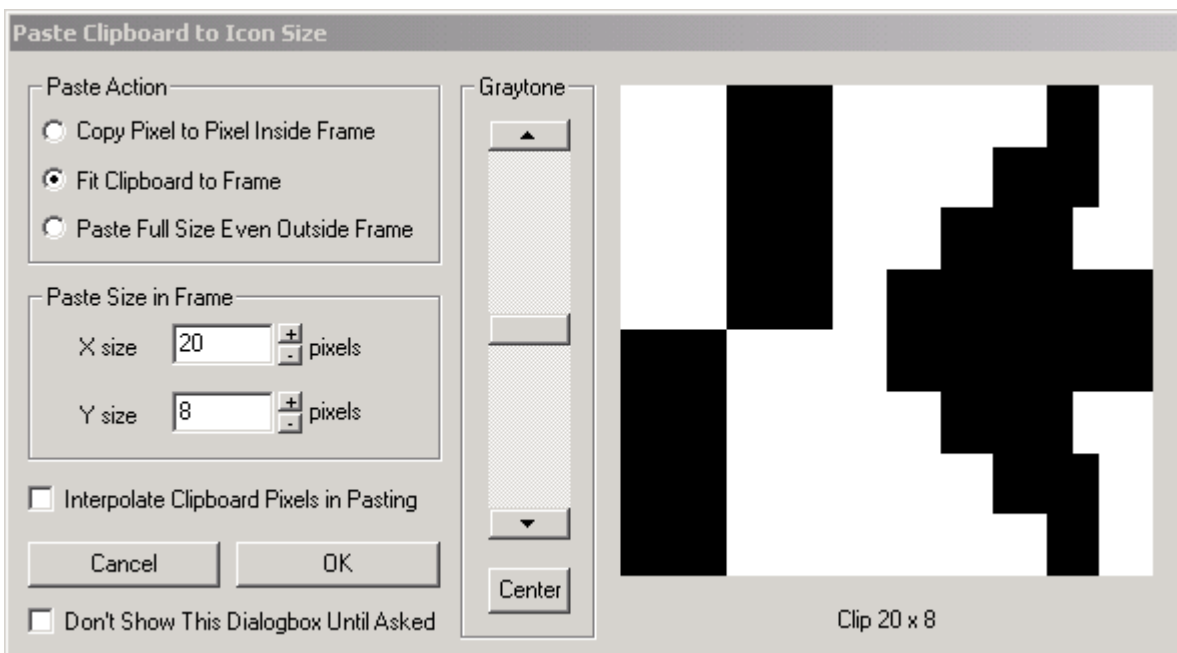 Paste Clipboard to Icon Size
Paste Action
Copy Pixel to Pixel Inside Frame
Fit Clipboard to Frame
Paste Full Size Even Outside Frame
Paste Size in Frame
X size 20 + - pixels
Y size 8 + - pixels
Interpolate Clipboard Pixels in Pasting
Cancel OK
Don't Show This Dialogbox Until Asked
Graytone
Center
Clip 20 x 8